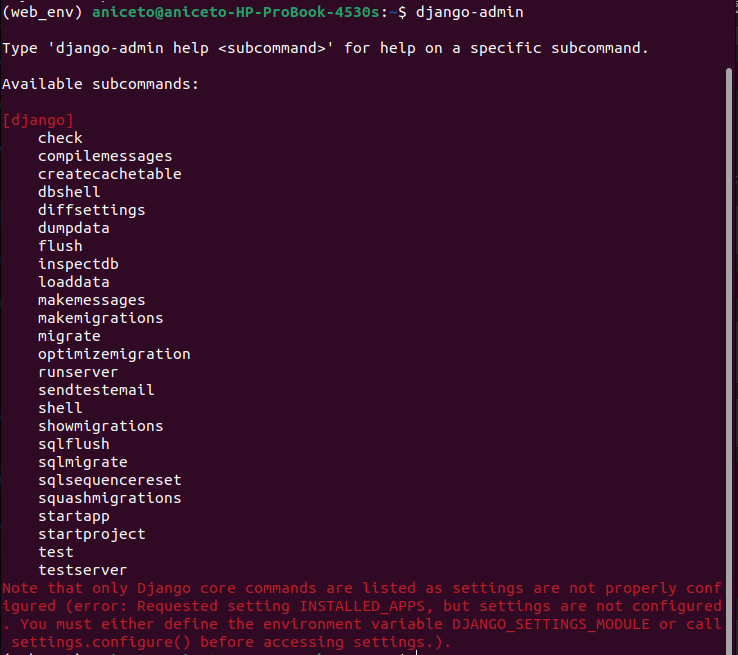 (web_env) aniceto@aniceto-HP-ProBook-4530s:~$ django-admin
Type 'django-admin help <subcommand>' for help on a specific subcommand.
Available subcommands:
[django]
check
compilemessages
createcachetable
dbshell
diffsettings
dumpdata
flush
inspectdb
loaddata
makemessages
makemigrations
migrate
optimizemigration
runserver
sendtestemail
shell
showmigrations
sqlflush
sqlmigrate
sqlsequencereset
squashmigrations
startapp
startproject
test
testserver
Note that only Django core commands are listed as settings are not properly conf
igured (error: Requested setting INSTALLED_APPS, but settings are not configured
. You must either define the environment variable DJANGO_SETTINGS_MODULE or call
settings.configure() before accessing settings.).